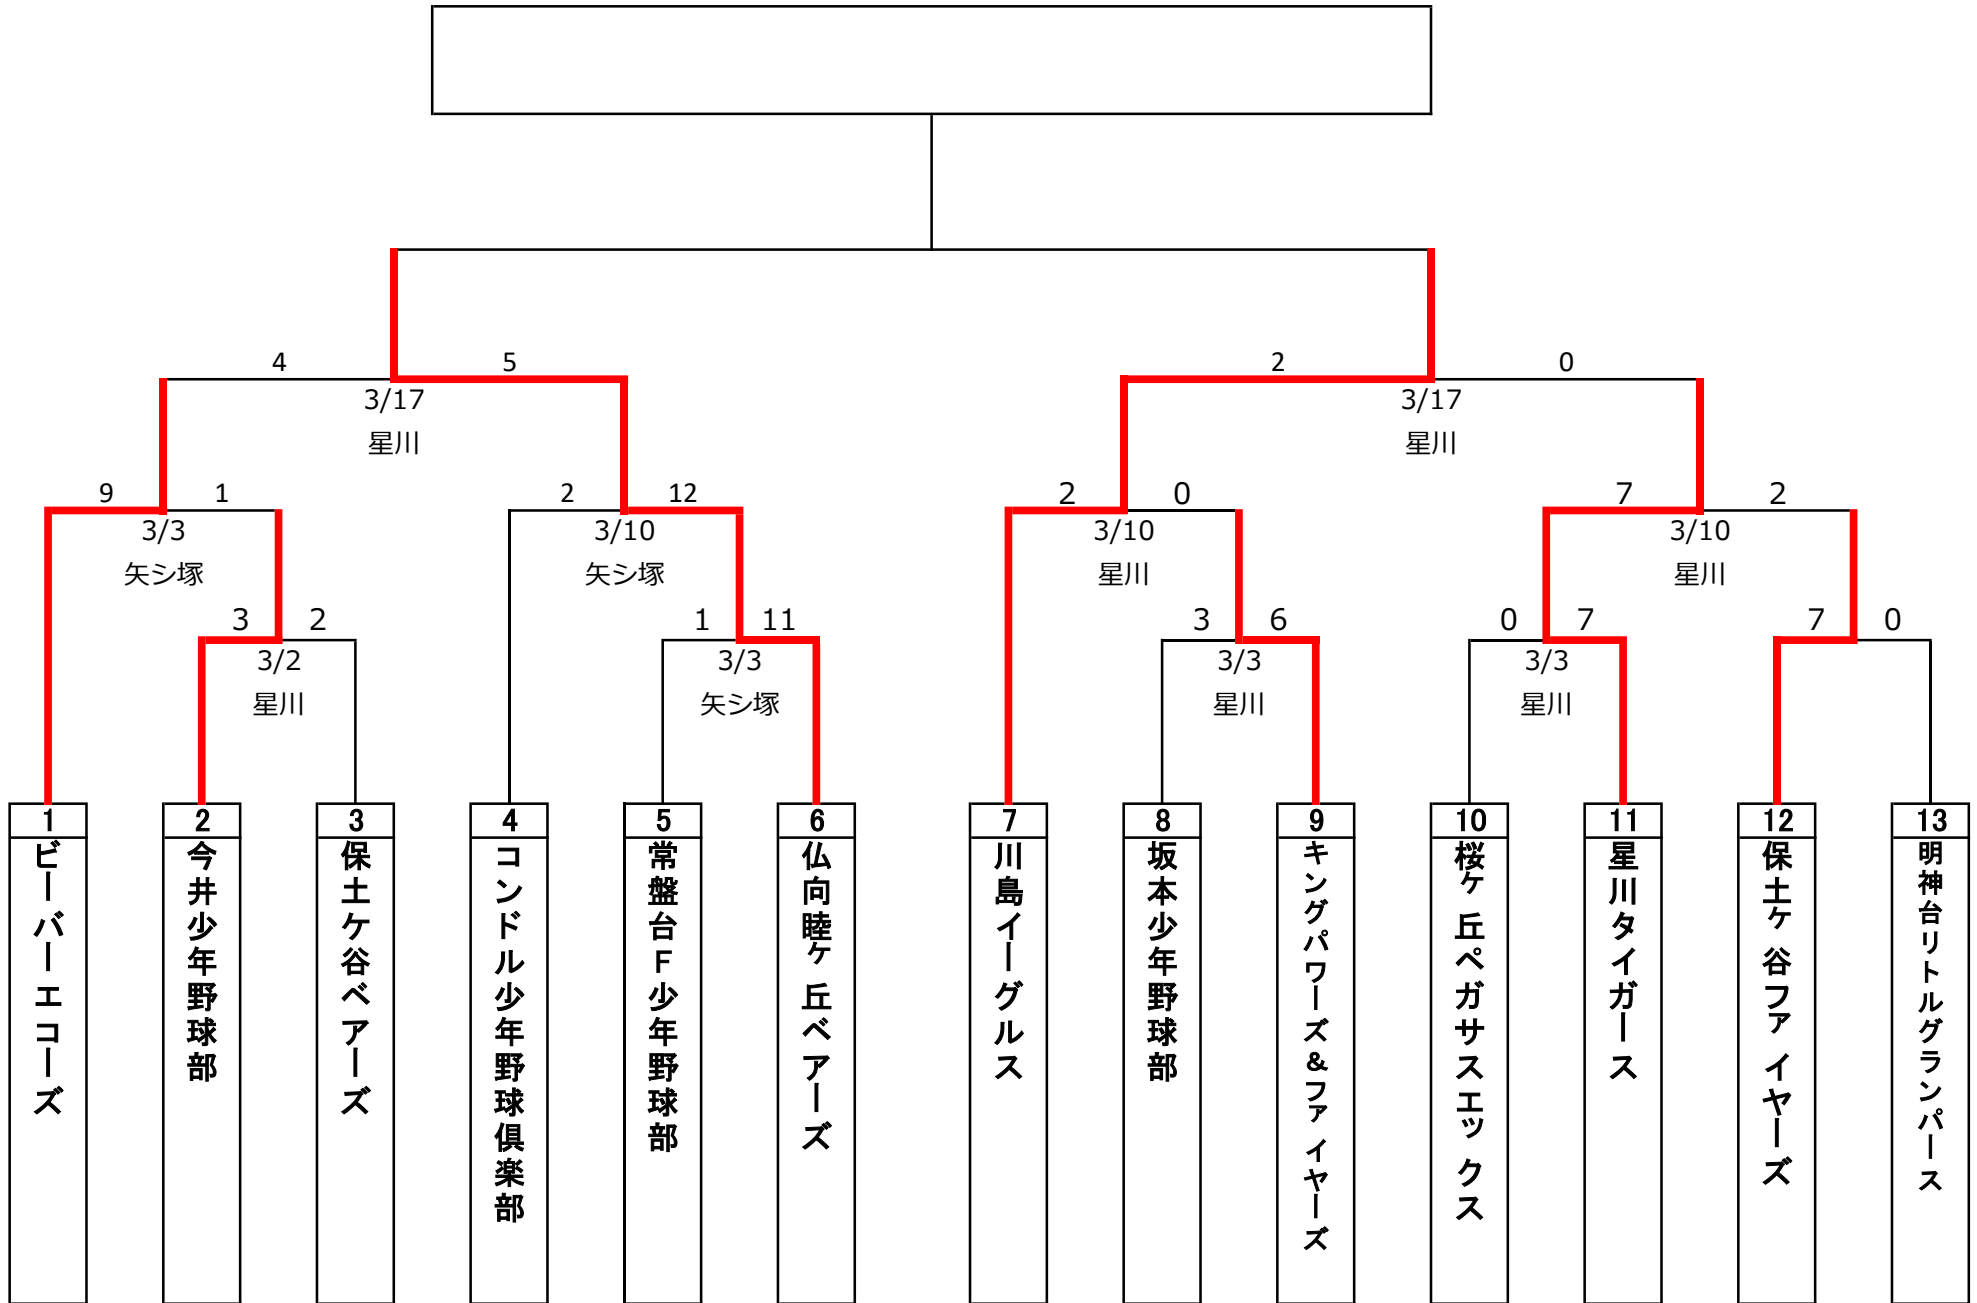 4 5
3/17
星川
2 0
3/17
星川
9 1
3/3
矢シ塚
2 12
3/10
矢シ塚
2 0
3/10
星川
7 2
3/10
星川
3 2
3/2
星川
1 11
3/3
矢シ塚
3 6
3/3
星川
0 7
3/3
星川
7 0
1
ビーバーエコーズ
2
今井少年野球部
3
保土ケ谷ベアーズ
4
コンドル少年野球倶楽部
5
常盤台F少年野球部
6
仏向睦ヶ丘ベアーズ
7
川島イーグルス
8
坂本少年野球部
9
キングパワーズ&ファイヤーズ
10
桜ケ丘ペガサスエックス
11
星川タイガース
12
保土ヶ谷ファイヤーズ
13
明神台リトルグランパース